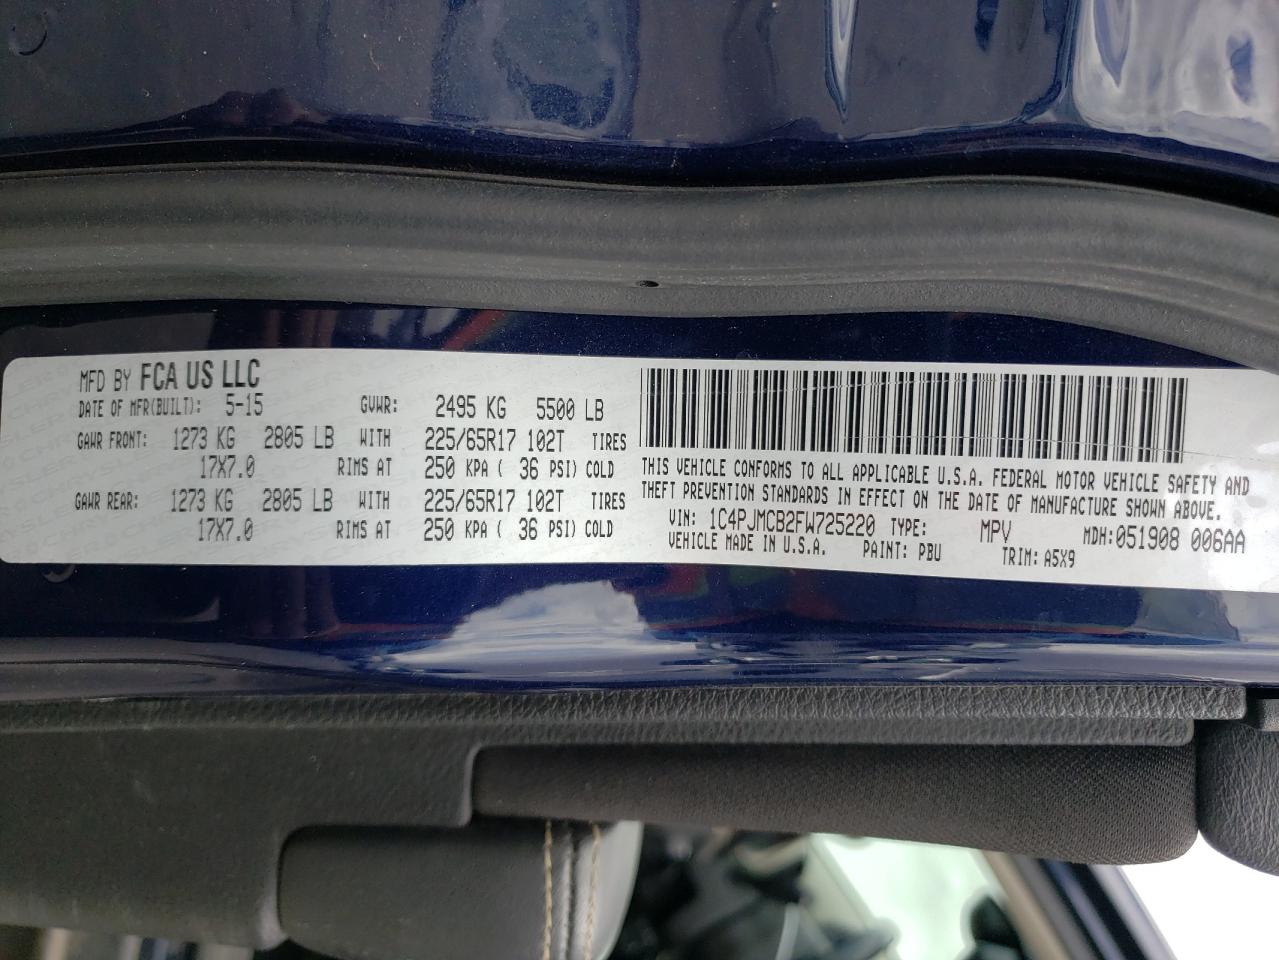 MFD BY FCA US LLC
DATE OF MFR(BUILT): 5-15 GVWR: 2495 KG 5500 LB
GAWR FRONT: 1273 KG 2805 LB WITH 225/65R17 102T TIRES
17X7.0 RIMS AT 250 KPA ( 36 PSI) COLD
GAWR REAR: 1273 KG 2805 LB WITH 225/65R17 102T TIRES
17X7.0 RIMS AT 250 KPA ( 36 PSI) COLD
THIS VEHICLE CONFORMS TO ALL APPLICABLE U.S.A. FEDERAL MOTOR VEHICLE SAFETY AND
THEFT PREVENTION STANDARDS IN EFFECT ON THE DATE OF MANUFACTURE SHOWN ABOVE.
VIN: 1C4PJMCB2FW725220 TYPE: MPV MDH:051908 006AA
VEHICLE MADE IN U.S.A. PAINT: PBU TRIM: A5X9